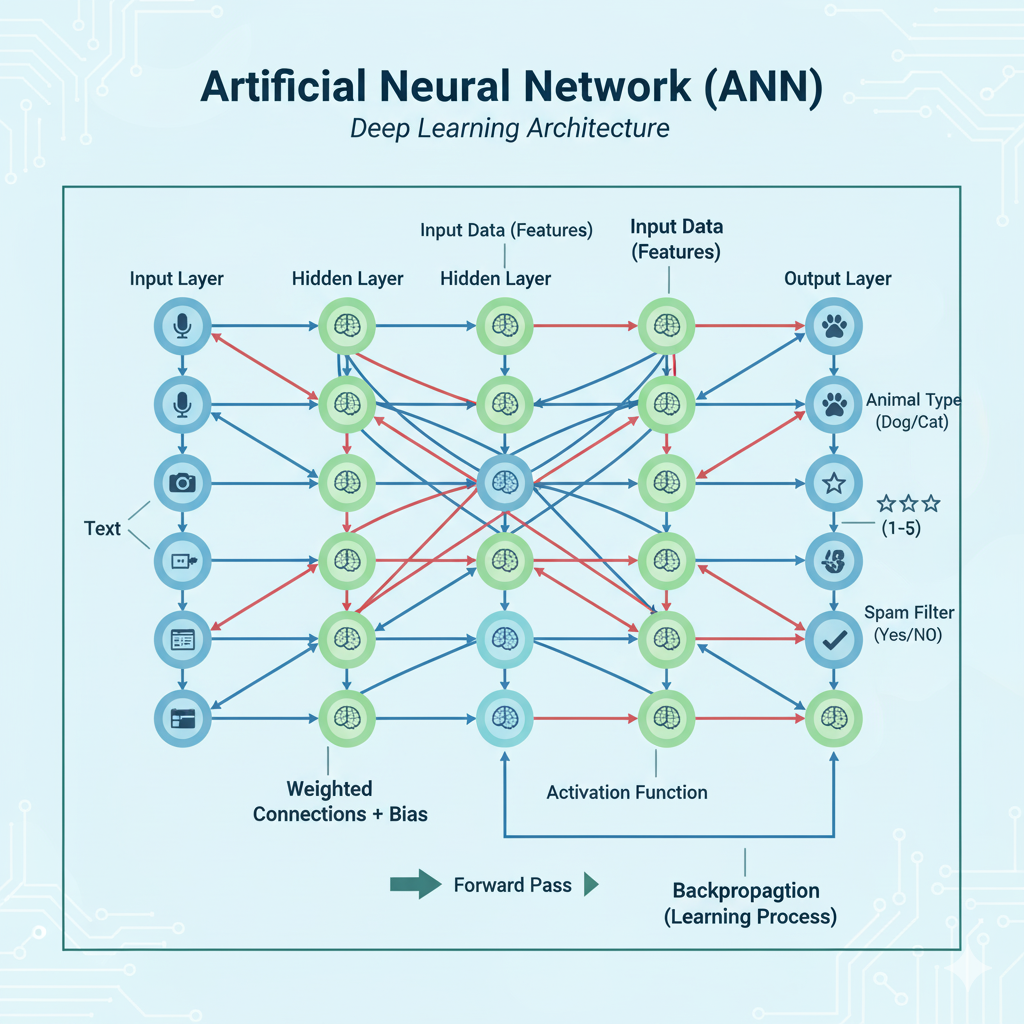 Artificial Neural Network (ANN)
Deep Learning Architecture
Input Data (Features)
Input Data
(Features)
Input Layer
Hidden Layer
Hidden Layer
Output Layer
Animal Type
(Dog/Cat)
Text
(1-5)
Spam Filter
(Yes/NO)
Weighted
Connections + Bias
Activation Function
Forward Pass
Backpropagtion
(Learning Process)